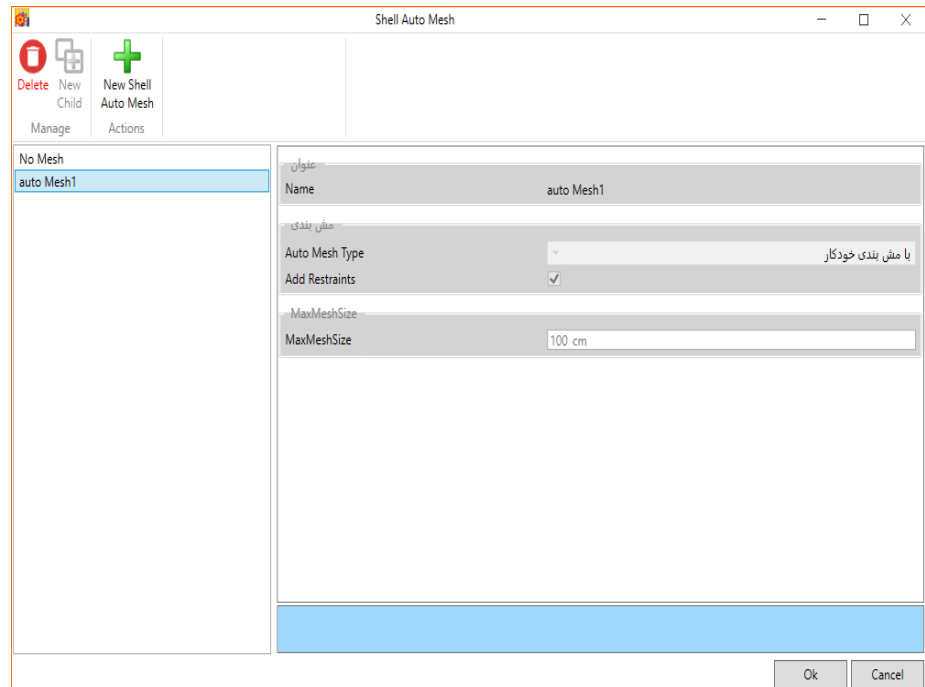 Shell Auto Mesh
Delete
New Child
New Shell Auto Mesh
Manage
Actions
No Mesh
auto Mesh1
عنوان
Name auto Mesh1
مش بندی
Auto Mesh Type با مش بندی خودکار
Add Restraints
MaxMeshSize
MaxMeshSize 100 cm
Ok Cancel